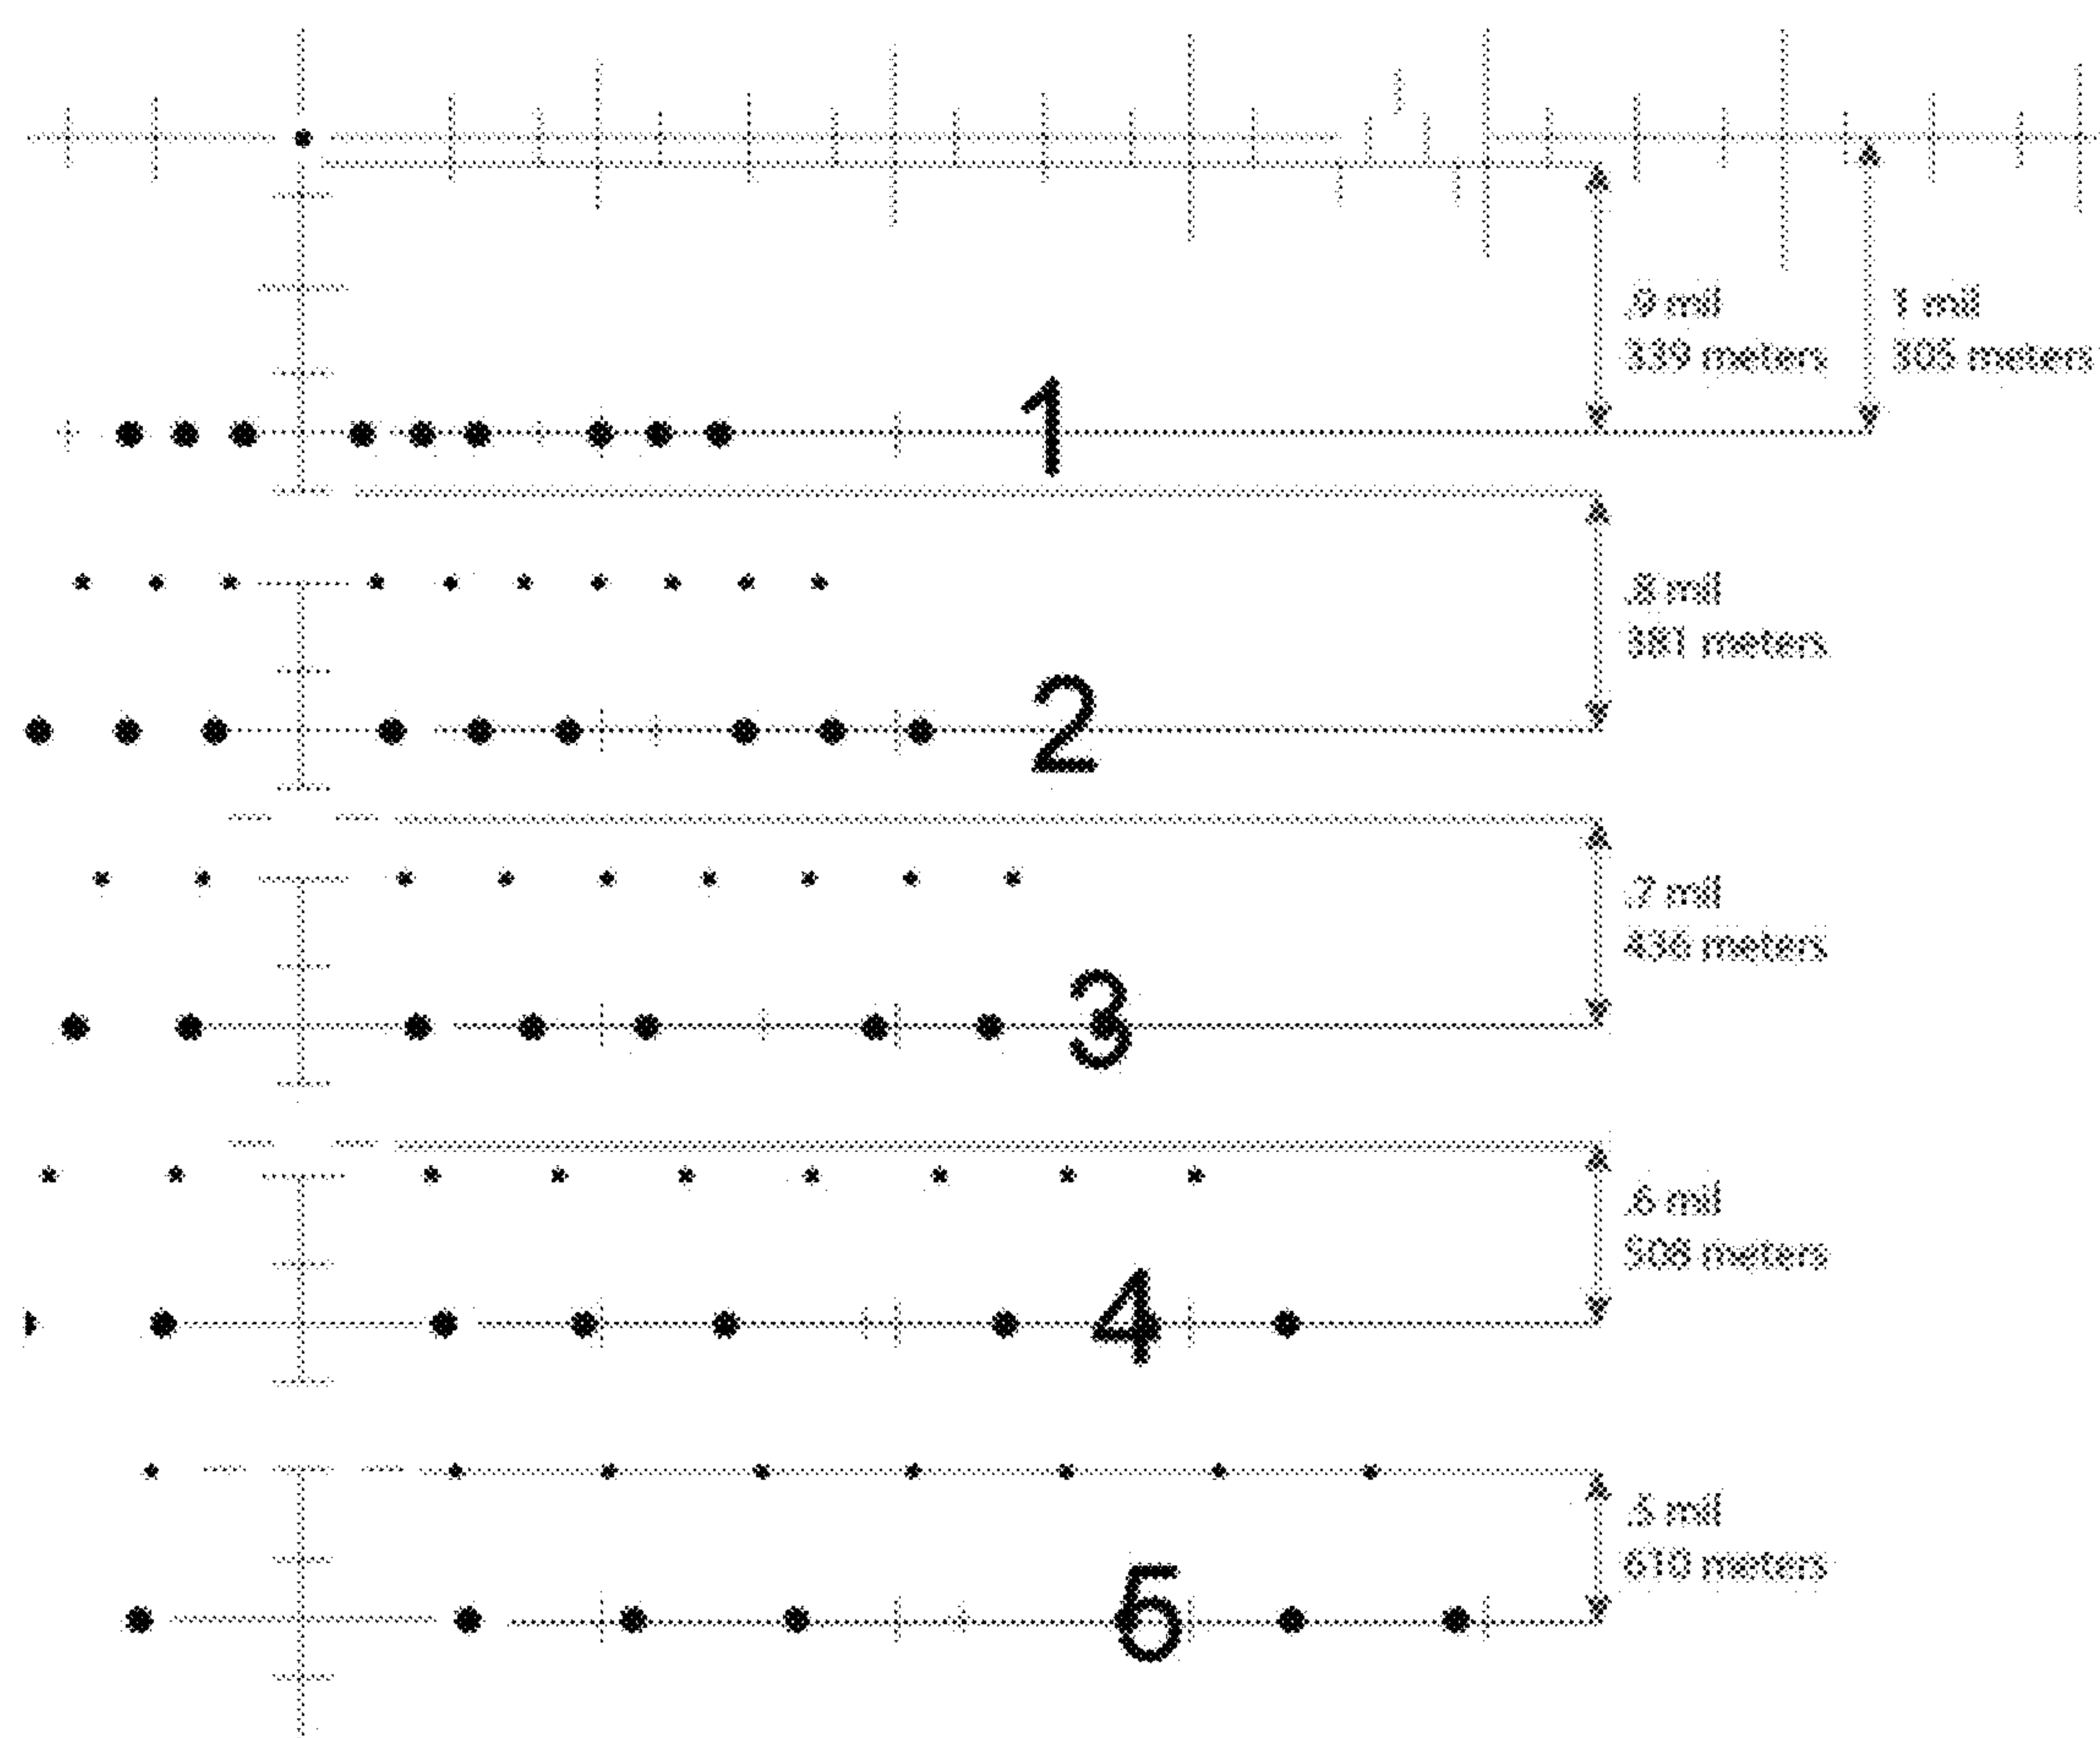 .9 mil
339 meters
1 mil
305 meters
1
.8 mil
381 meters
2
.7 mil
436 meters
3
.6 mil
508 meters
4
.5 mil
610 meters
5